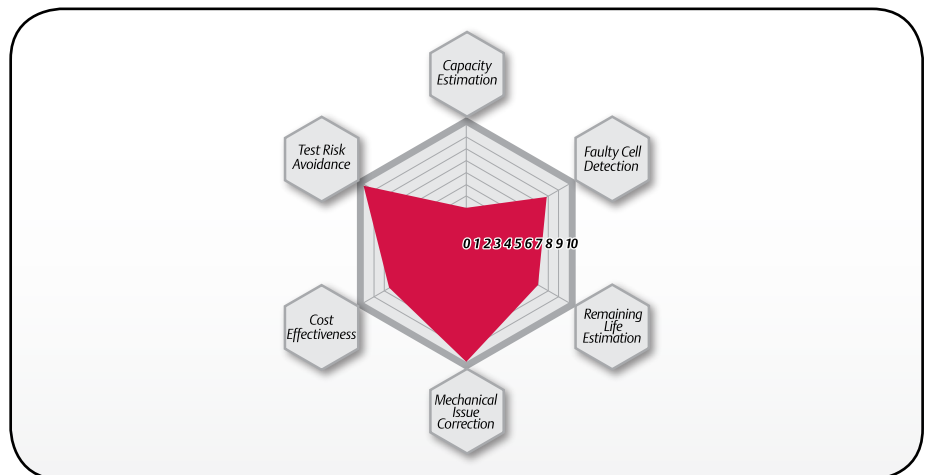 Capacity
Estimation
Test Risk
Avoidance
Faulty Cell
Detection
0 1 2 3 4 5 6 7 8 9 10
Cost
Effectiveness
Remaining
Life
Estimation
Mechanical
Issue
Correction